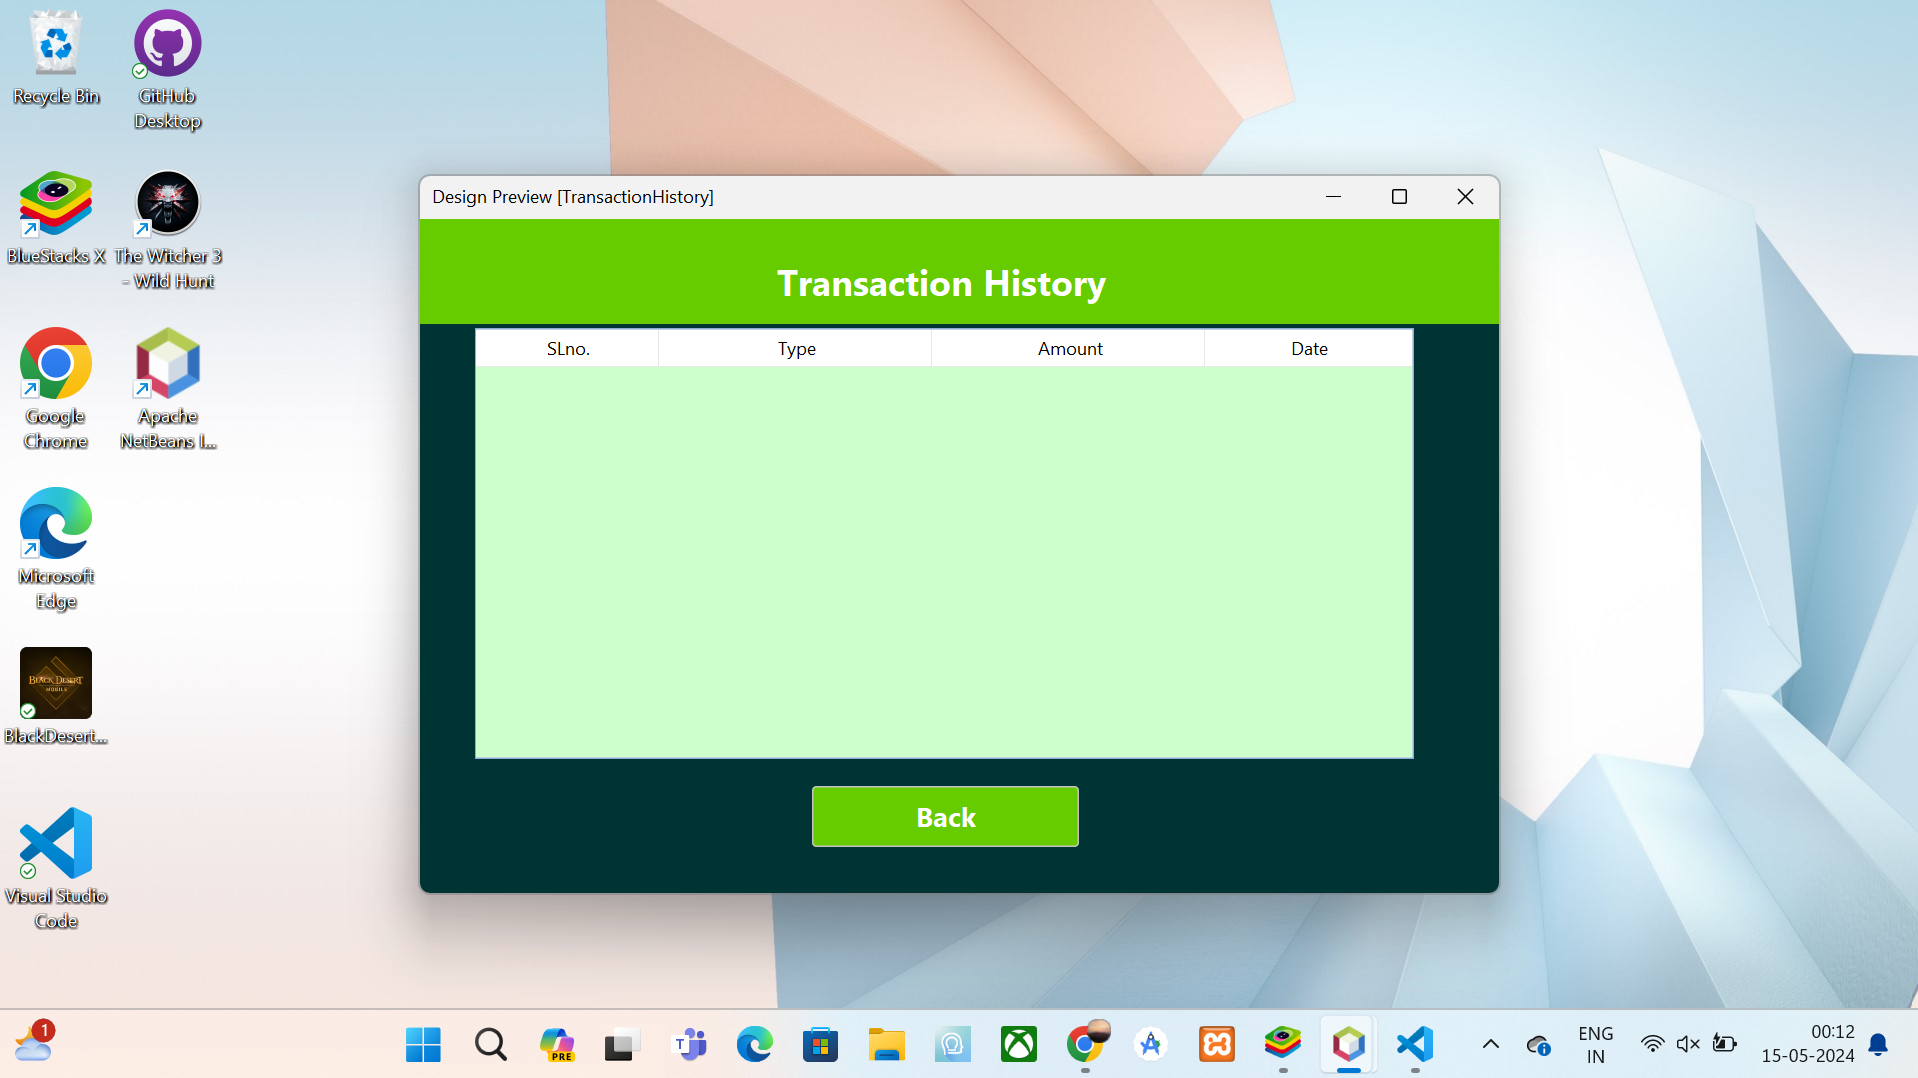 Recycle Bin
GitHub
Desktop
BlueStacks X
The Witcher 3
- Wild Hunt
Google
Chrome
Apache
NetBeans I...
Microsoft
Edge
BLACK DESERT
MOBILE
BlackDesert...
Visual Studio
Code
Design Preview [TransactionHistory]
Transaction History
SLno.
Type
Amount
Date
Back
1
PRE
T
ENG
IN
00:12
15-05-2024